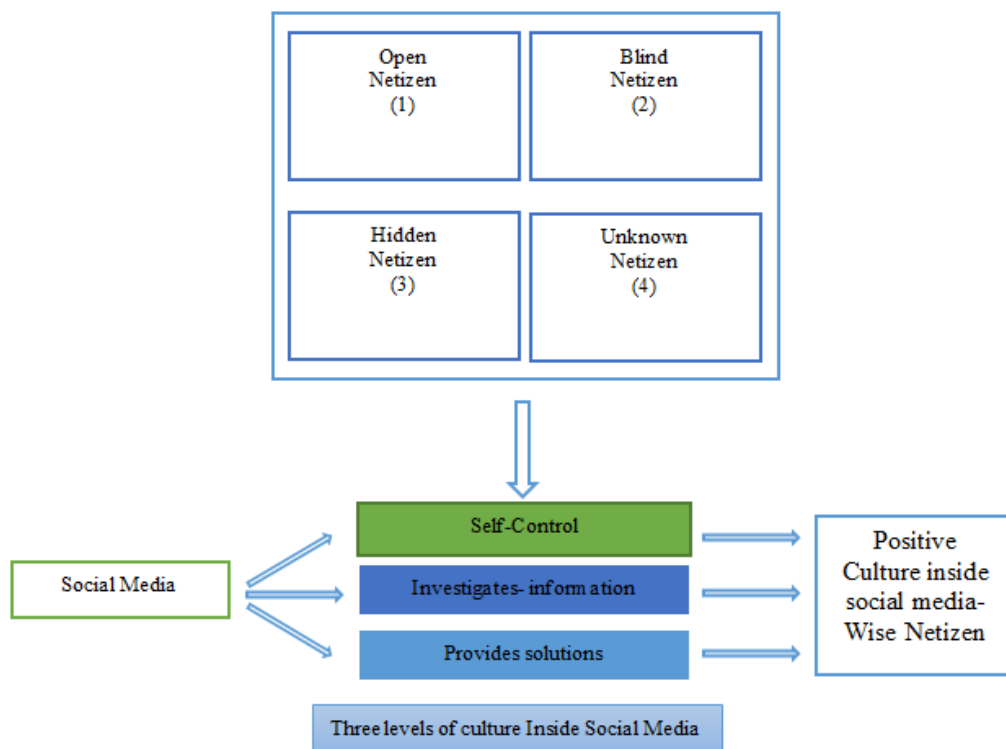 Open
Netizen
(1)
Blind
Netizen
(2)
Hidden
Netizen
(3)
Unknown
Netizen
(4)
Social Media
Self-Control
Investigates- information
Provides solutions
Positive
Culture inside
social media-
Wise Netizen
Three levels of culture Inside Social Media